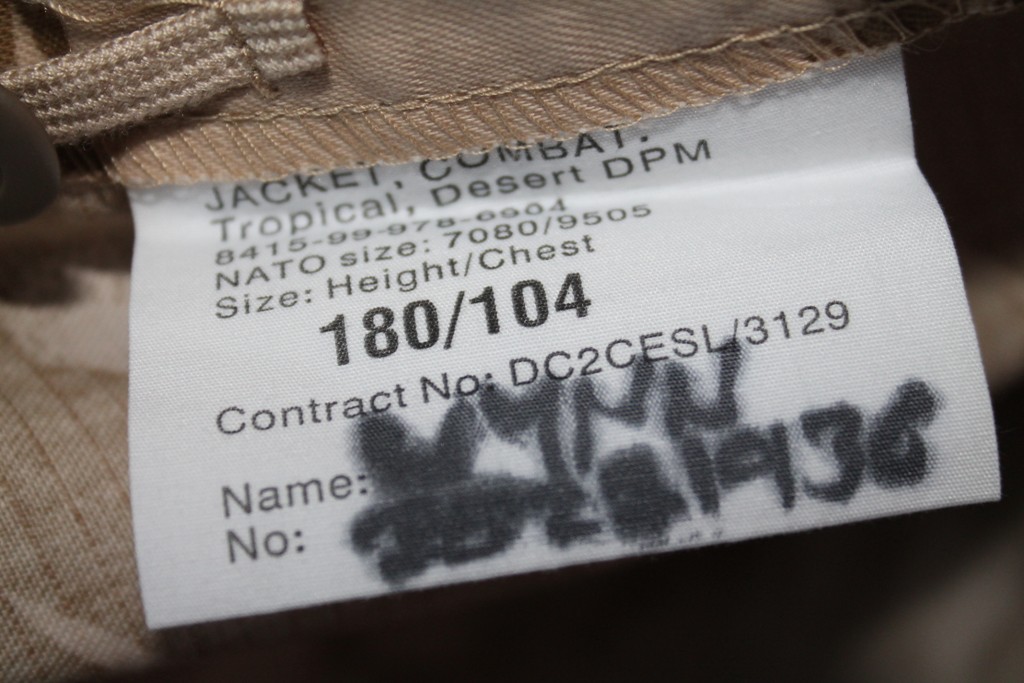 JACKET, COMBAT.
Tropical, Desert DPM
8415-99-978-6904
NATO size: 7080/9505
Size: Height/Chest
180/104
Contract No: DC2CESL/3129
Name: WYNN
No: